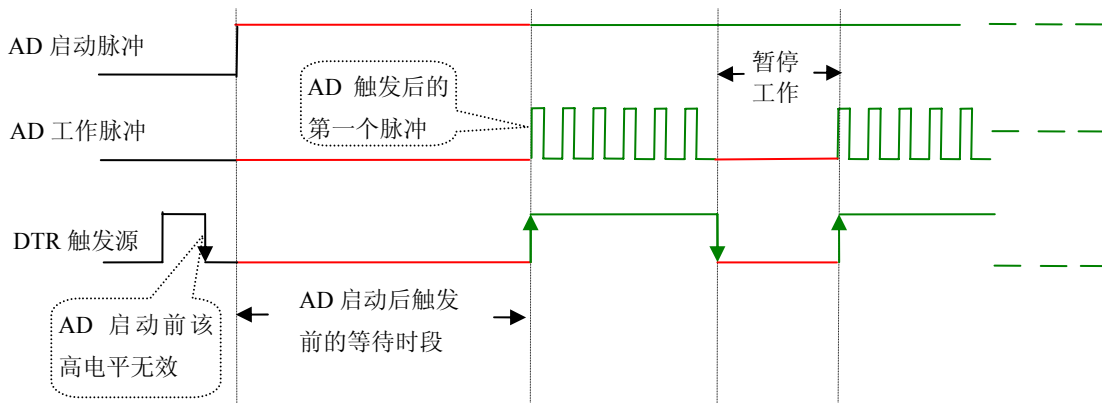 AD 启动脉冲
暂停
工作
AD 触发后的
第一个脉冲
AD 工作脉冲
DTR 触发源
AD 启动后触发
前的等待时段
AD 启动前该
高电平无效